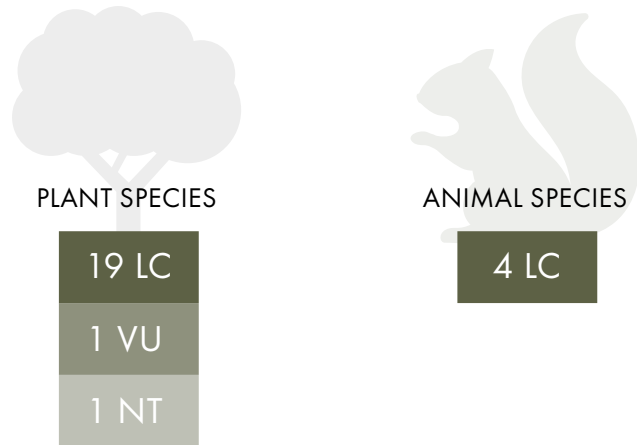 PLANT SPECIES
19 LC
1 VU
1 NT
ANIMAL SPECIES
4 LC